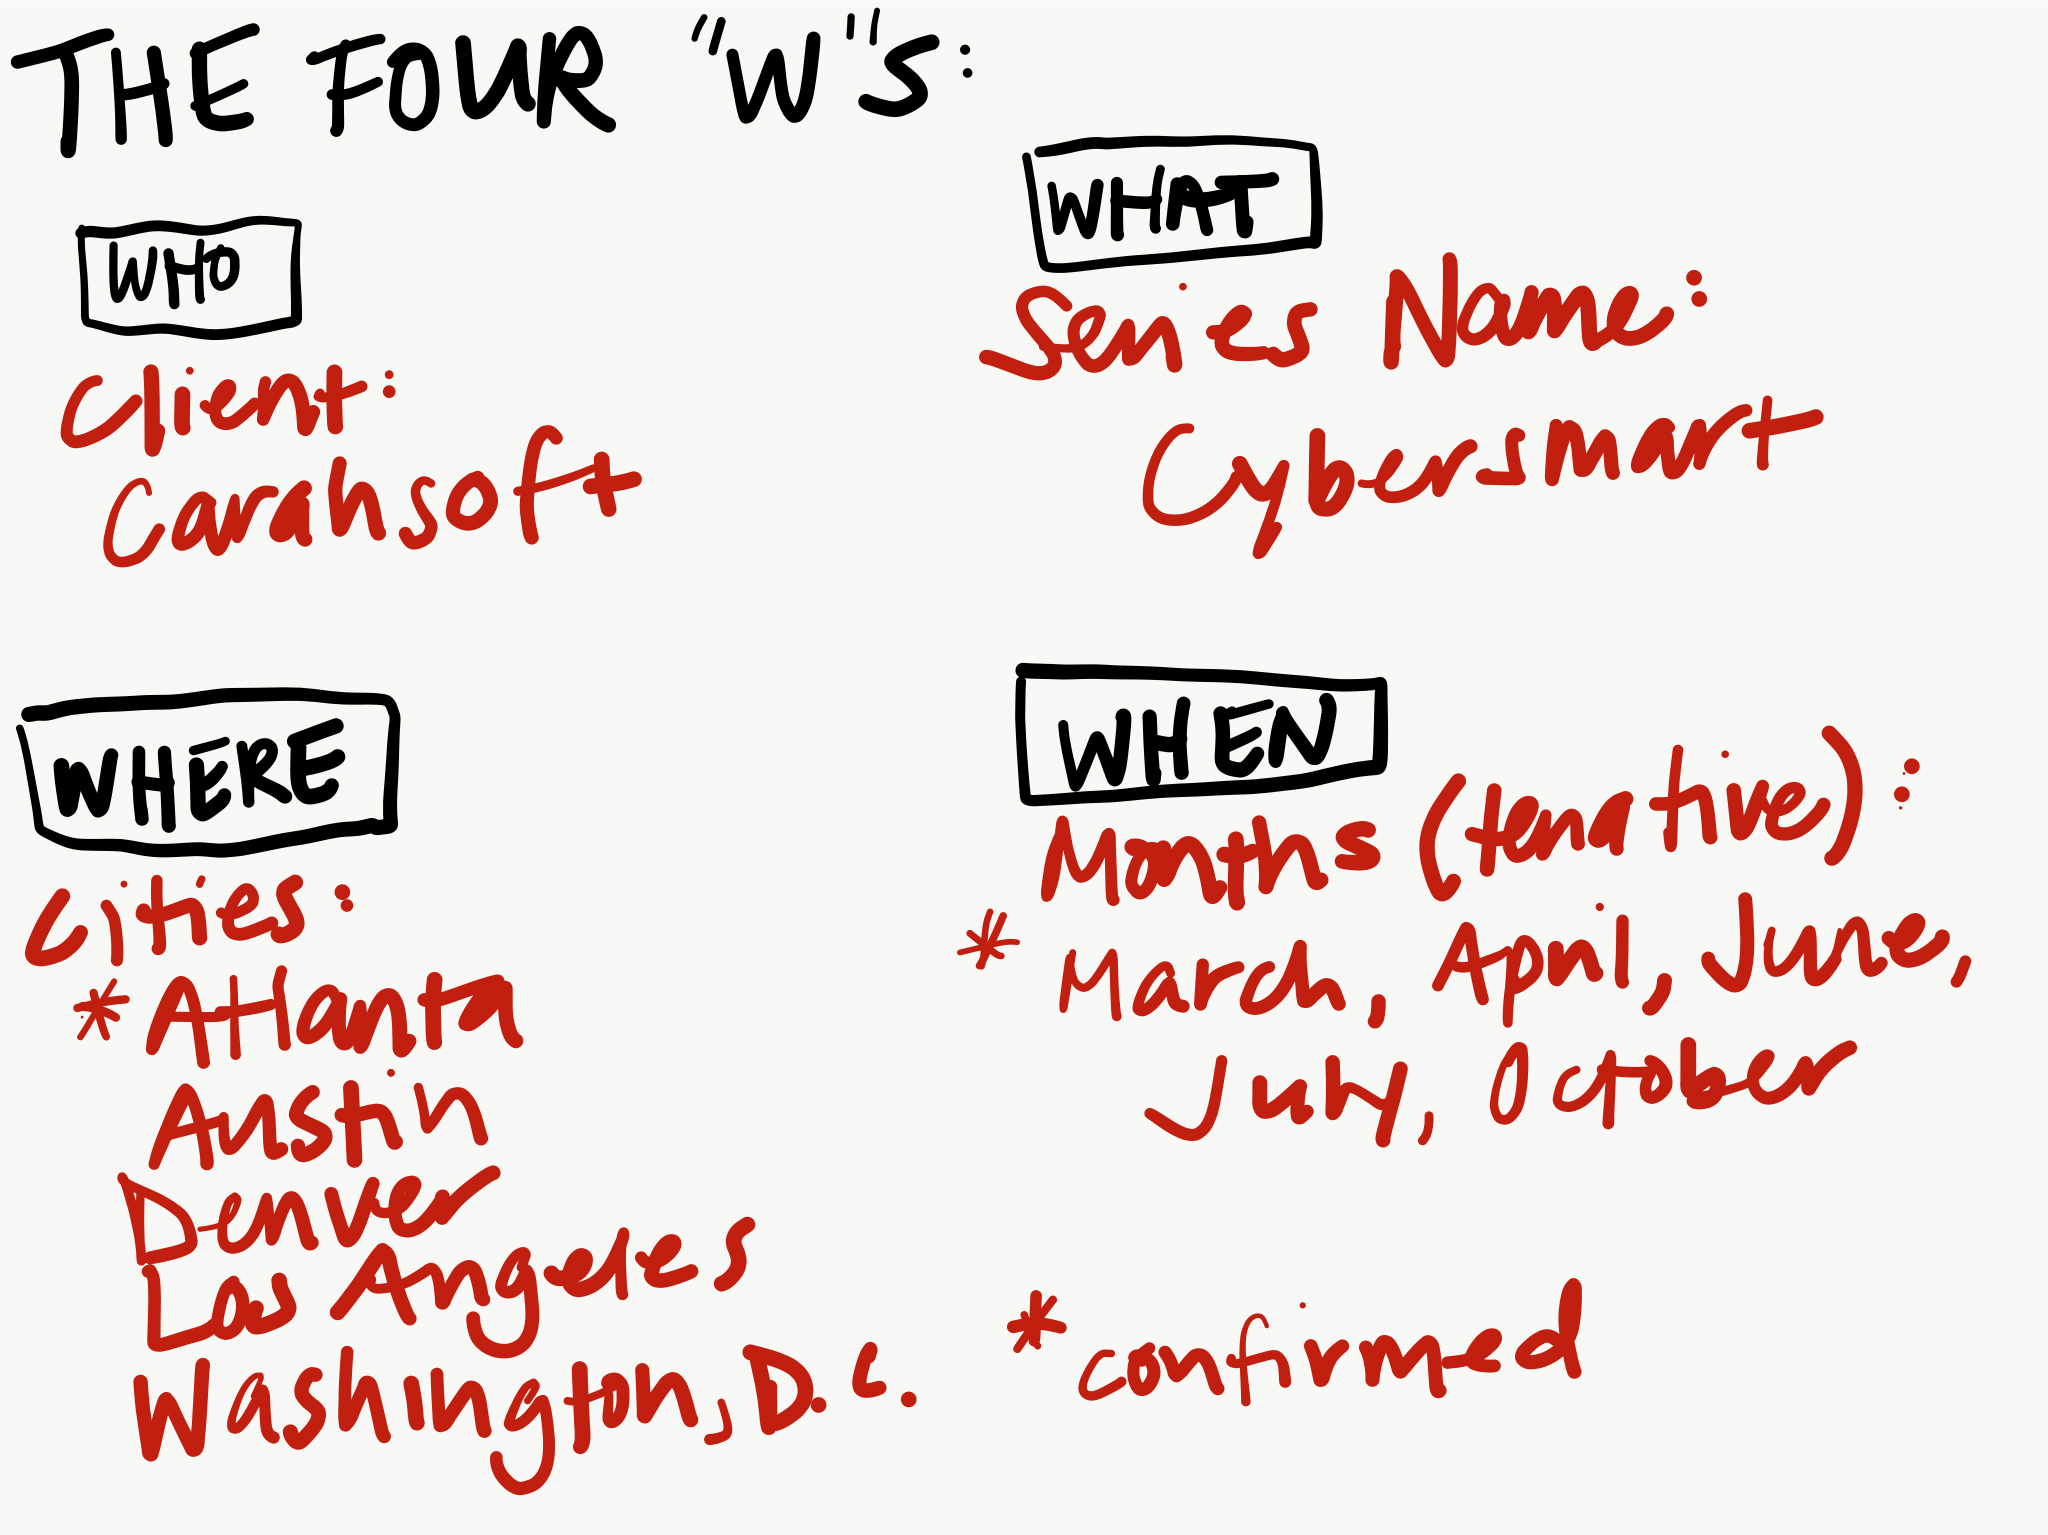 THE FOUR "W"S:
WHO
Client:
Carahsoft
WHAT
Series Name:
Cybersmart
WHERE
Cities:
* Atlanta
Austin
Denver
Los Angeles
Washington, D.C.
WHEN
Months (tenative):
* March, April, June,
July, October
* confirmed